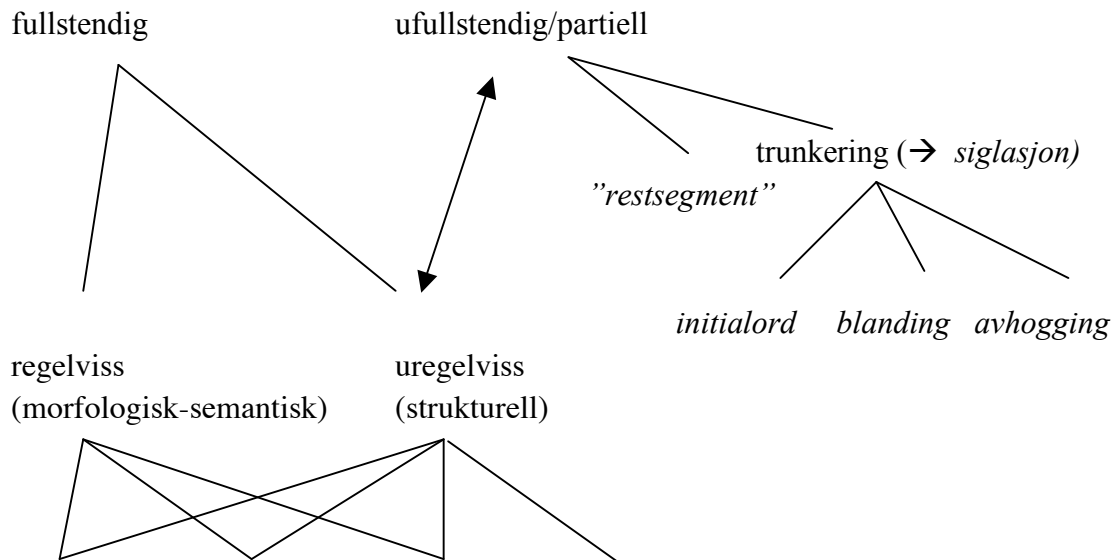 fullstendig ufullstendig/partiell
trunkering (→ siglasjon)
”restsegment”
initialord blanding avhogging
regelviss uregelviss
(morfologisk-semantisk) (strukturell)